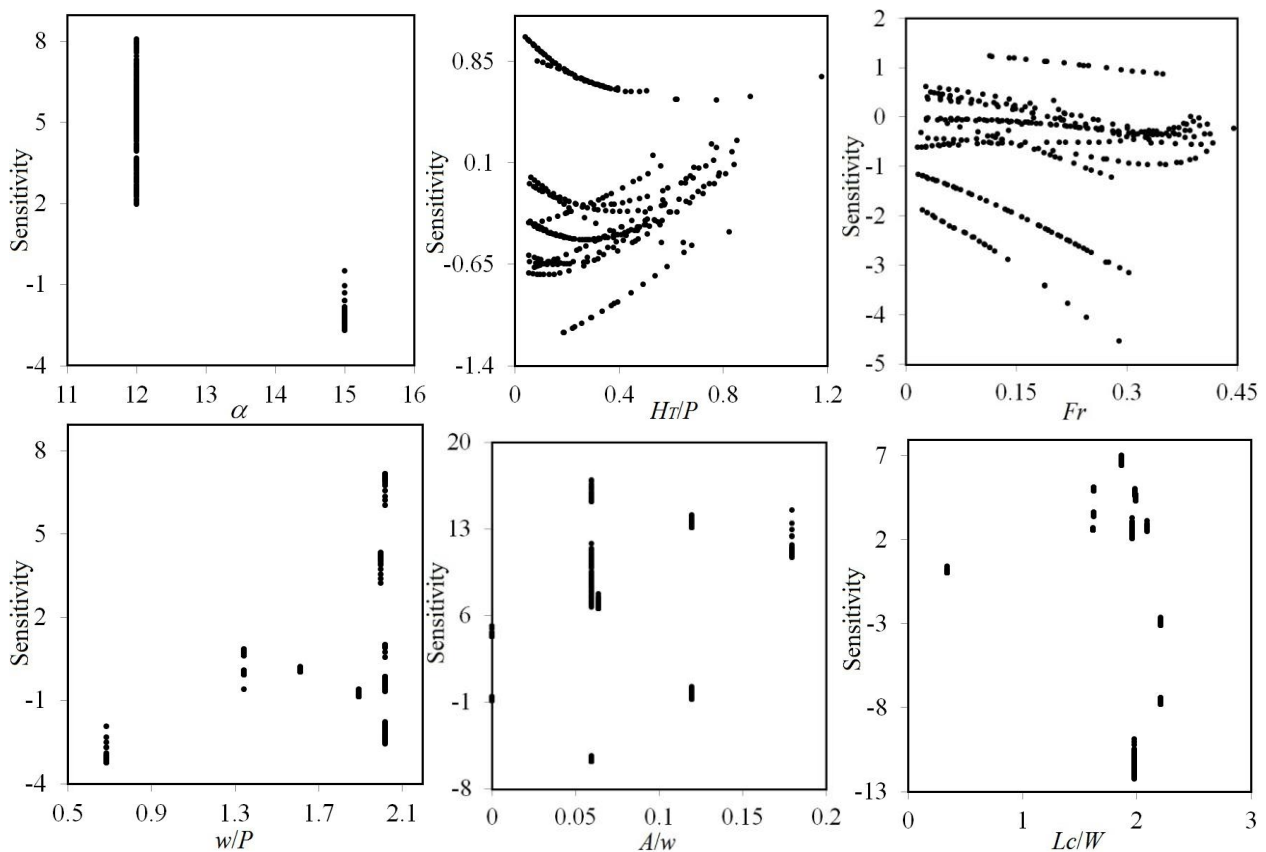 Sensitivity
8
5
2
-1
-4
11 12 13 14 15 16
α
Sensitivity
0.85
0.1
-0.65
-1.4
0 0.4 0.8 1.2
HT/P
Sensitivity
2
1
0
-1
-2
-3
-4
-5
0 0.15 0.3 0.45
Fr
Sensitivity
8
5
2
-1
-4
0.5 0.9 1.3 1.7 2.1
w/P
Sensitivity
20
13
6
-1
-8
0 0.05 0.1 0.15 0.2
A/w
Sensitivity
7
2
-3
-8
-13
0 1 2 3
Lc/W